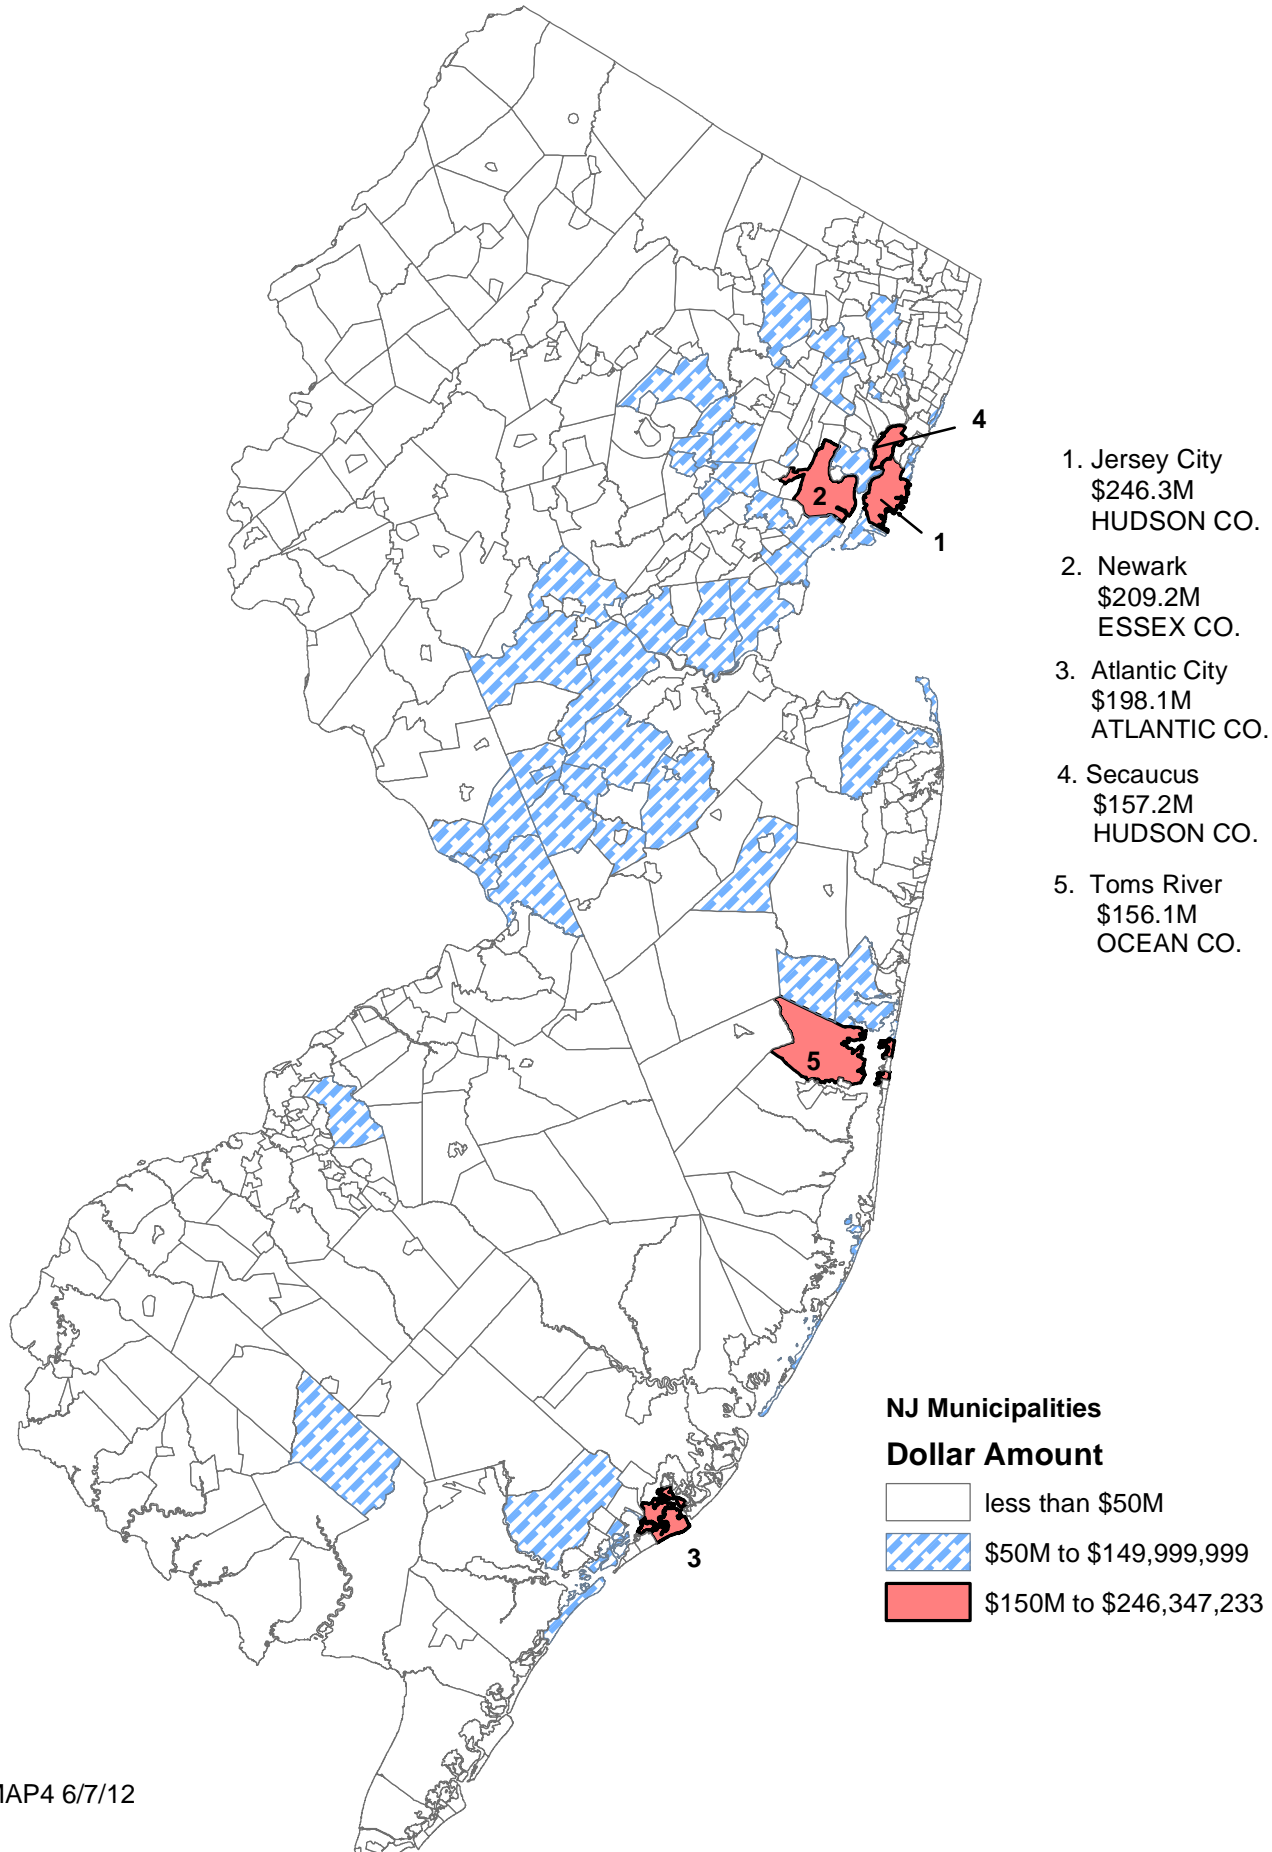 4
1. Jersey City
$246.3M
HUDSON CO.
2
1
2. Newark
$209.2M
ESSEX CO.
3. Atlantic City
$198.1M
ATLANTIC CO.
4. Secaucus
$157.2M
HUDSON CO.
5. Toms River
$156.1M
OCEAN CO.
5
NJ Municipalities
Dollar Amount
less than $50M
$50M to $149,999,999
3
$150M to $246,347,233
MAP4 6/7/12